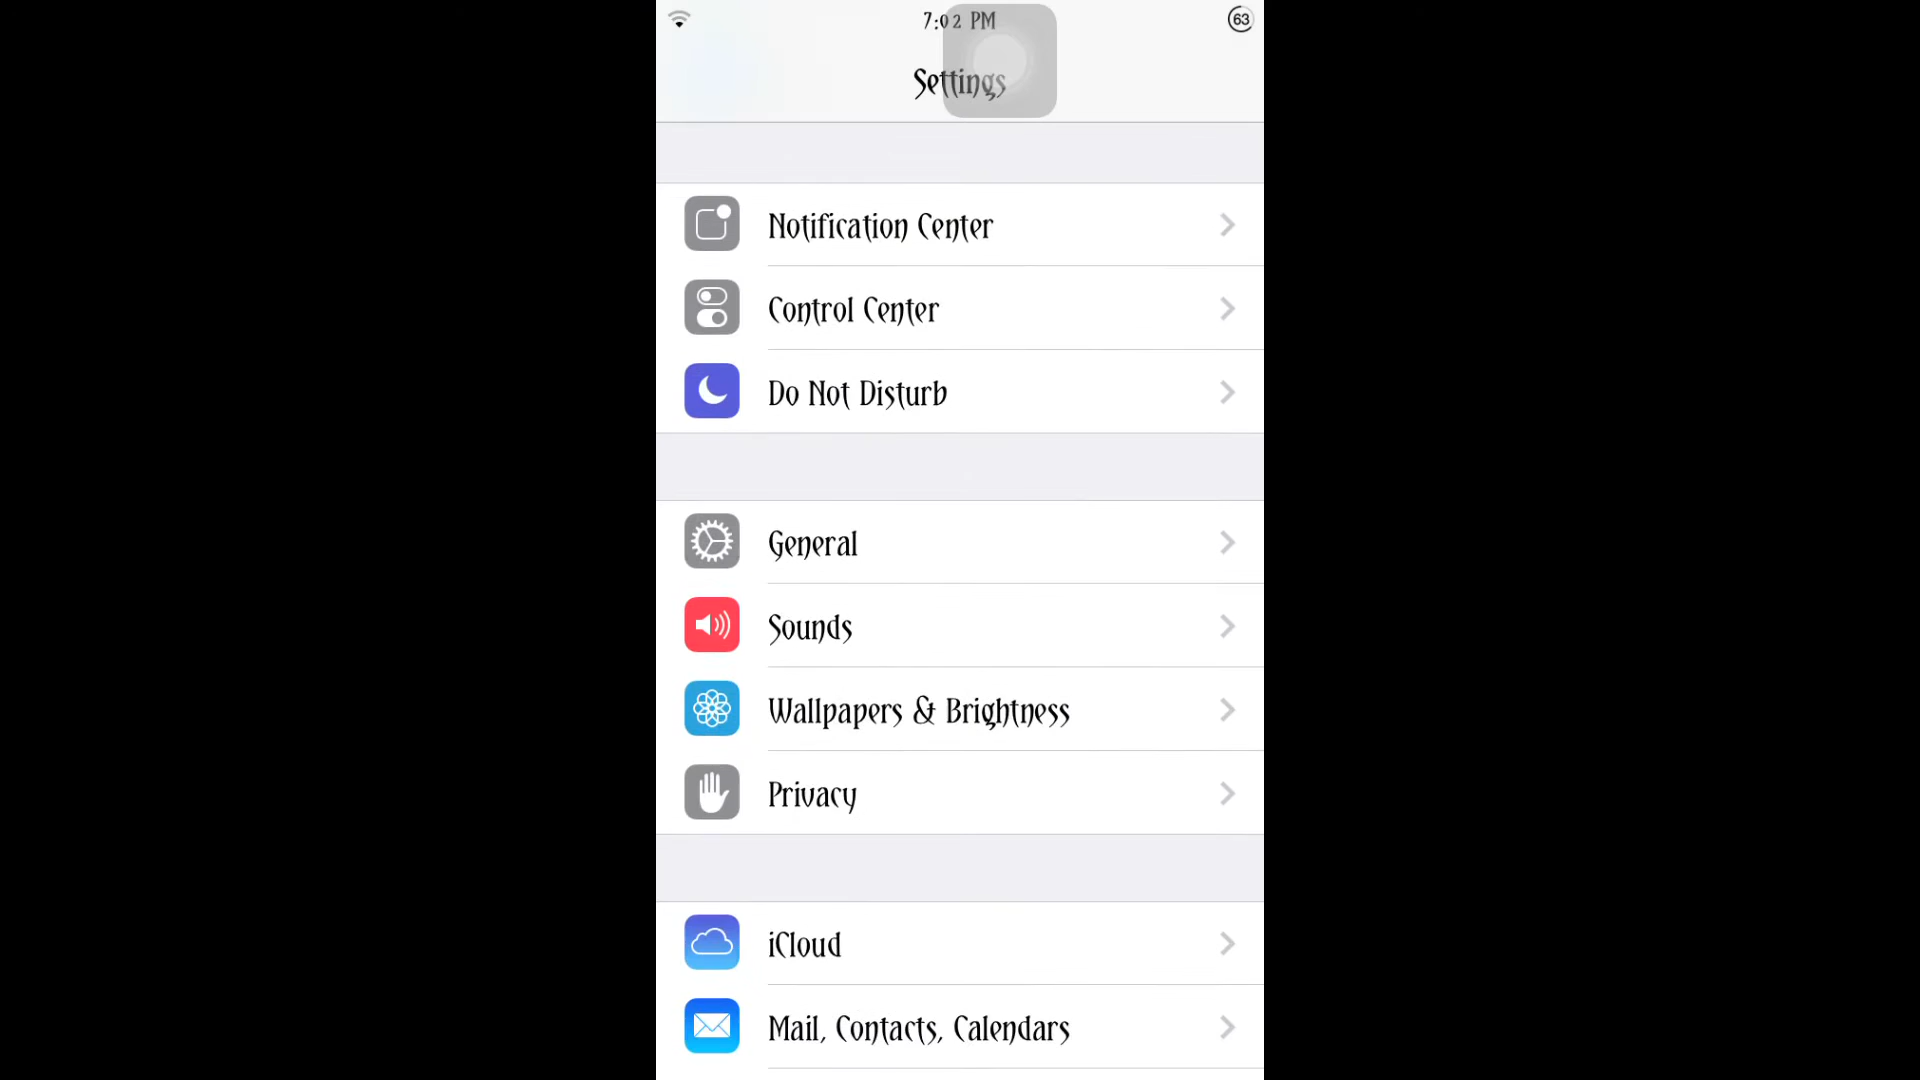 7:02 PM
63
Settings
Notification Center
Control Center
Do Not Disturb
General
Sounds
Wallpapers & Brightness
Privacy
iCloud
Mail, Contacts, Calendars